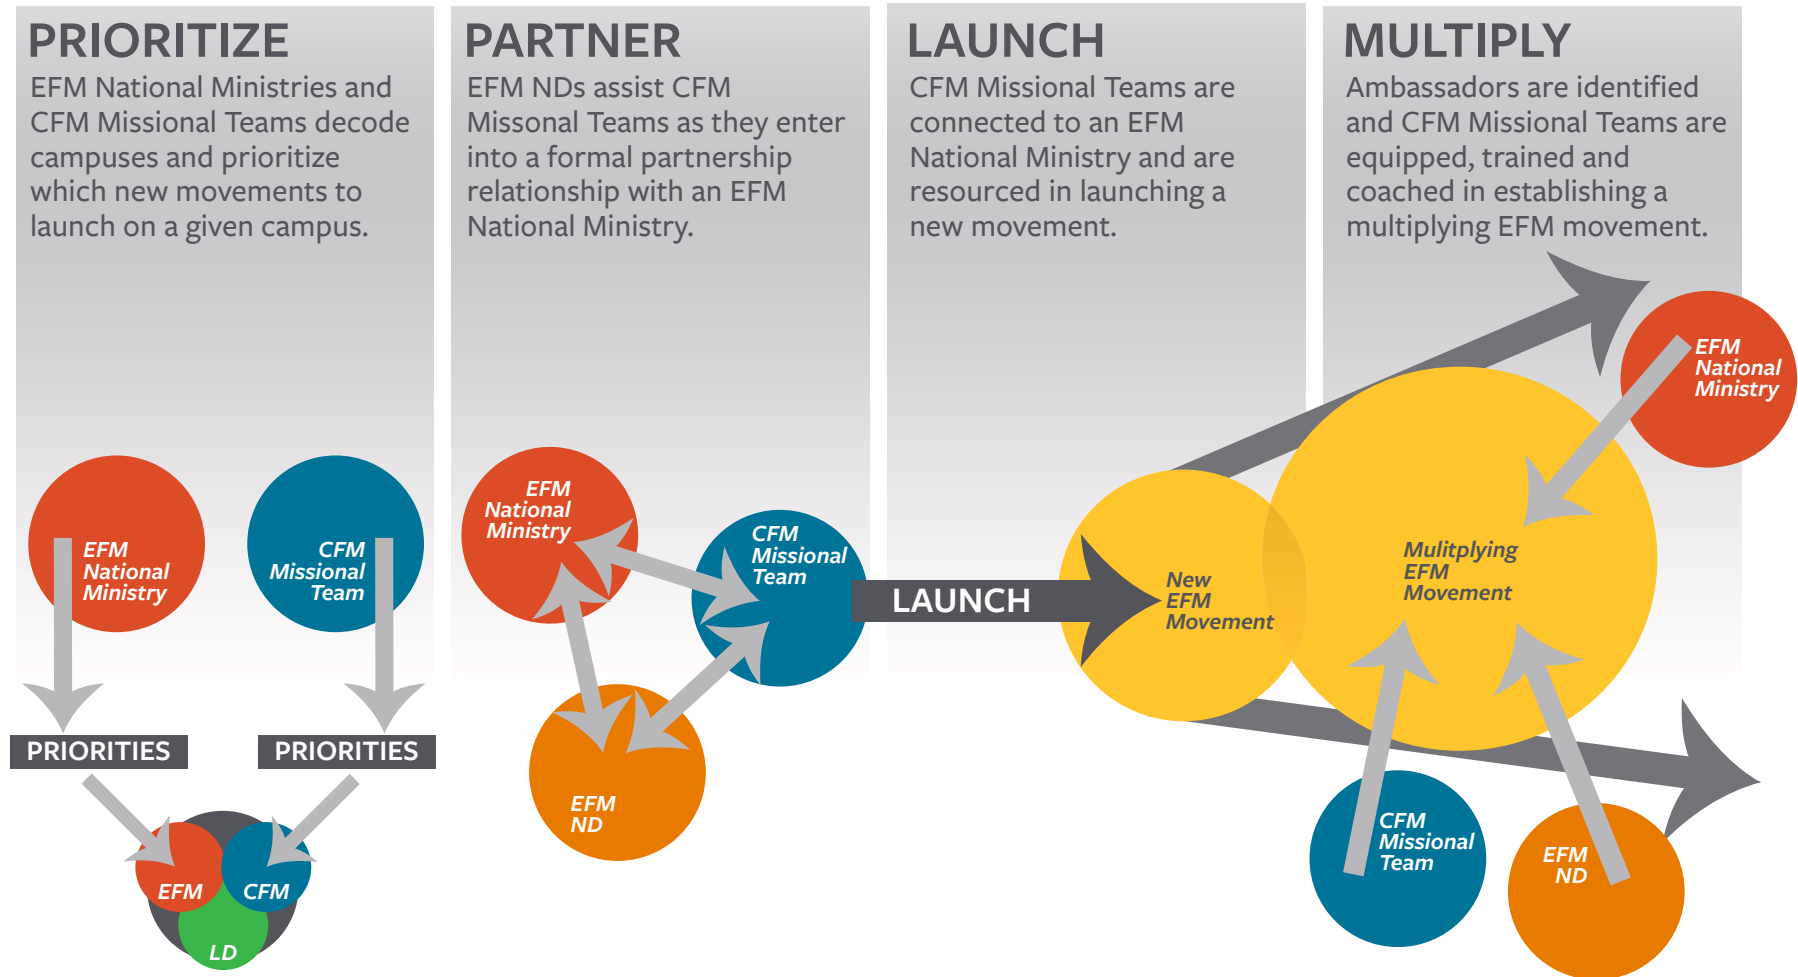 PRIORITIZE
EFM National Ministries and
CFM Missional Teams decode
campuses and prioritize
which new movements to
launch on a given campus.
PARTNER
EFM NDs assist CFM
Missonal Teams as they enter
into a formal partnership
relationship with an EFM
National Ministry.
LAUNCH
CFM Missional Teams are
connected to an EFM
National Ministry and are
resourced in launching a
new movement.
MULTIPLY
Ambassadors are identified
and CFM Missional Teams are
equipped, trained and
coached in establishing a
multiplying EFM movement.
EFM
National
Ministry
CFM
Missional
Team
PRIORITIES
PRIORITIES
EFM
CFM
LD
EFM
National
Ministry
CFM
Missional
Team
EFM
ND
LAUNCH
New
EFM
Movement
Mulitplying
EFM
Movement
EFM
National
Ministry
CFM
Missional
Team
EFM
ND